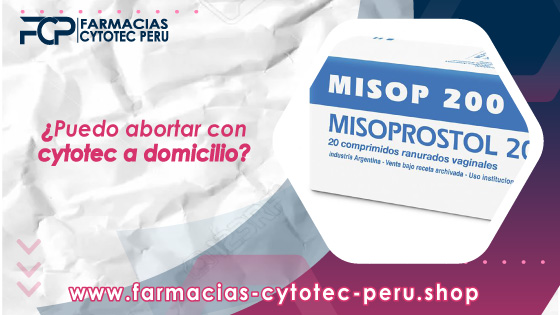 FCP FARMACIAS
CYTOTEC PERU
¿Puedo abortar con
cytotec a domicilio?
MISOP 200
MISOPROSTOL 20
20 comprimidos ranurados vaginales
Industria Argentina - Venta bajo receta archivada - Uso institucion
www.farmacias-cytotec-peru.shop